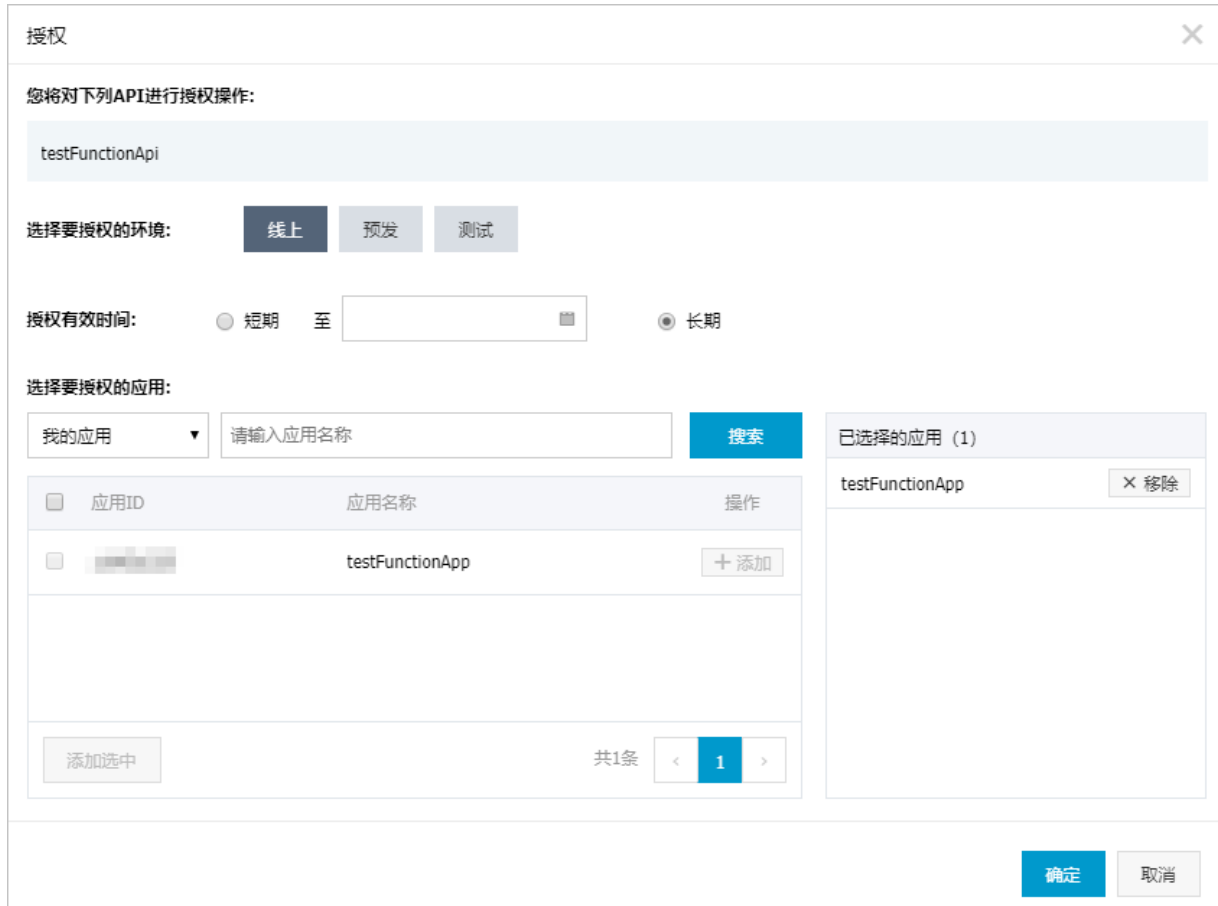 授权
您将对下列API进行授权操作:
testFunctionApi
选择要授权的环境: 线上 预发 测试
授权有效时间: 短期 至 长期
选择要授权的应用:
我的应用 请输入应用名称 搜索 已选择的应用 (1)
testFunctionApp × 移除
应用ID 应用名称 操作
testFunctionApp + 添加
添加选中 共1条 < 1 >
确定 取消